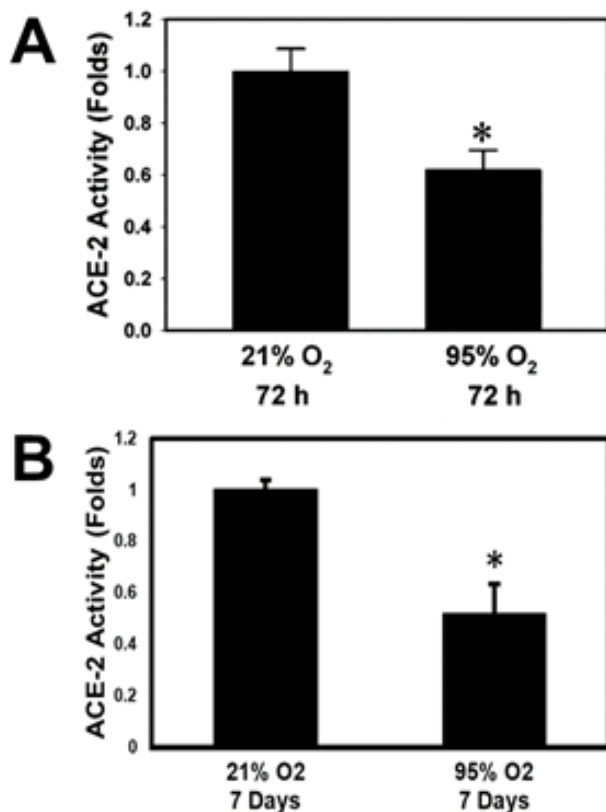 A
ACE-2 Activity (Folds)
1.2
1.0
0.8
0.6
0.4
0.2
0.0
*
21% O₂
72 h
95% O₂
72 h
B
ACE-2 Activity (Folds)
1.2
1
0.8
0.6
0.4
0.2
0
*
21% O2
7 Days
95% O2
7 Days